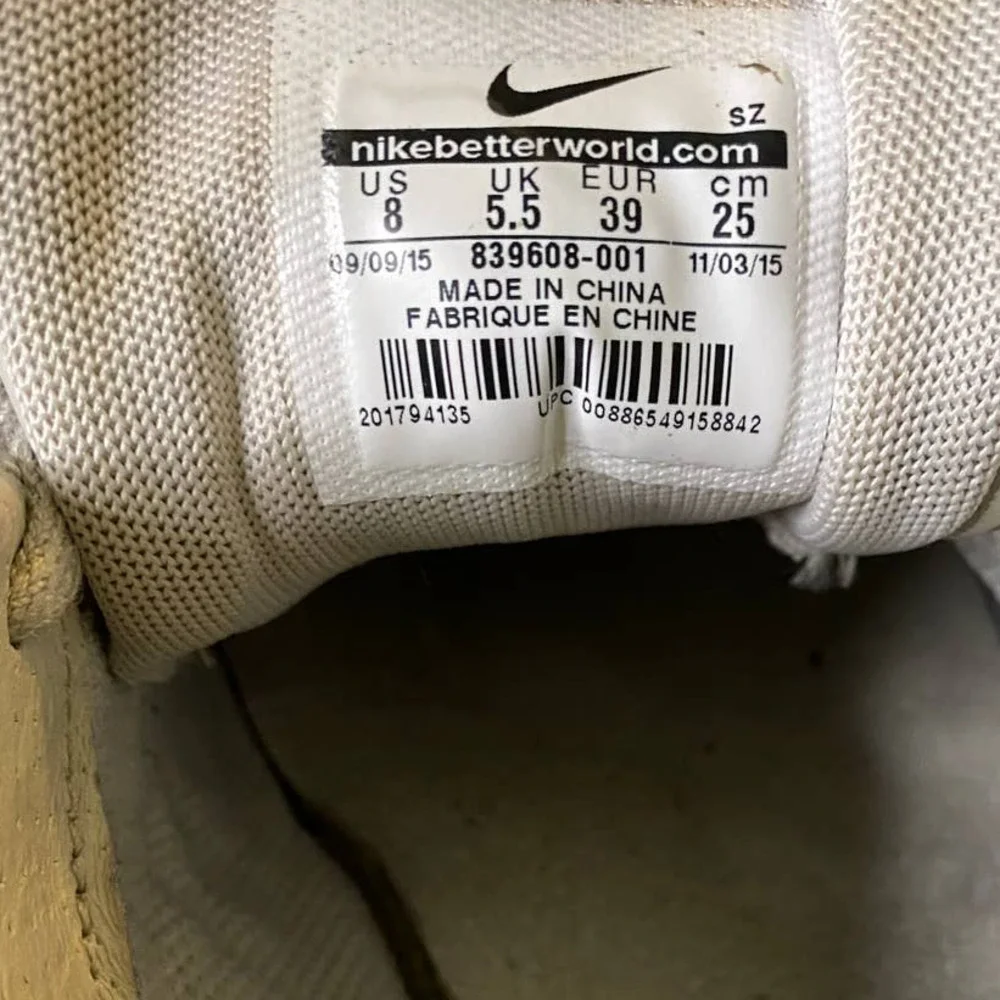 sz
nikebetterworld.com
US UK EUR cm
8 5.5 39 25
09/09/15 839608-001 11/03/15
MADE IN CHINA
FABRIQUE EN CHINE
201794135 UPC 00886549158842